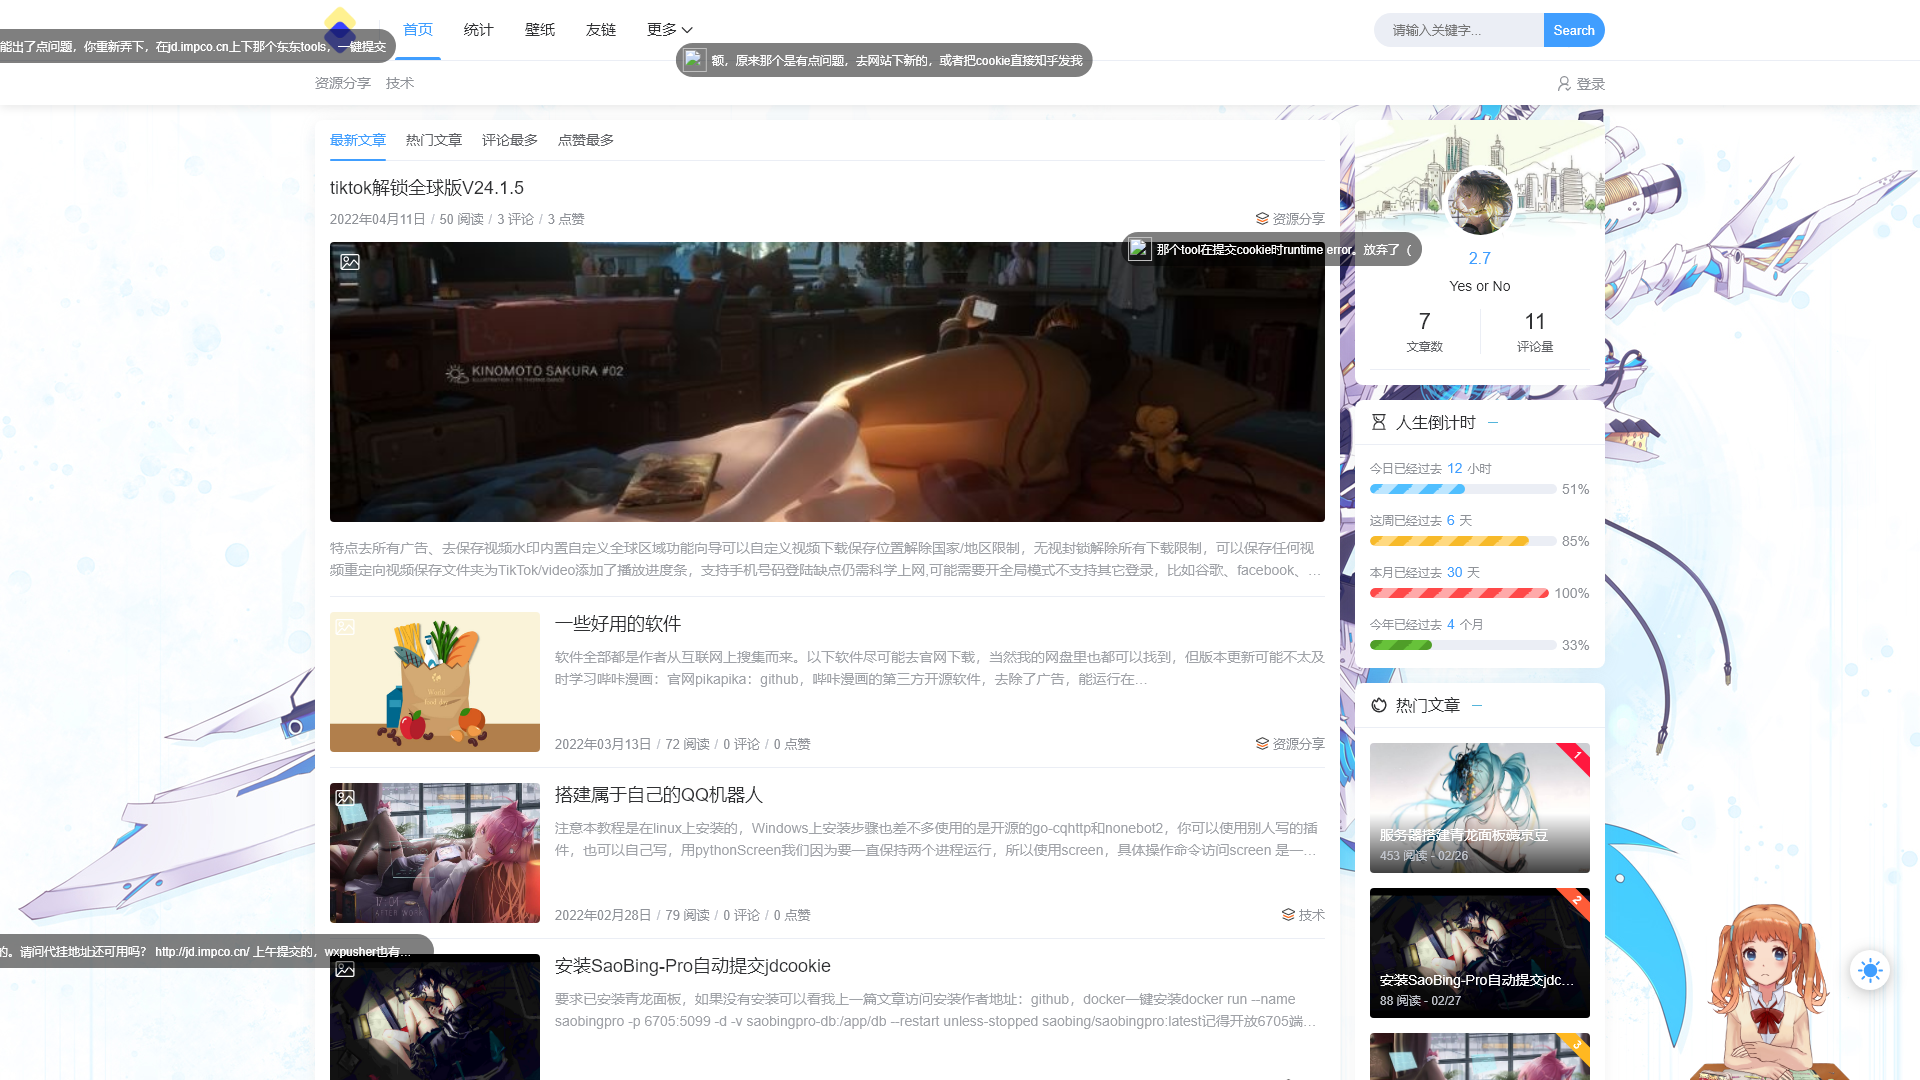 首页
统计
壁纸
友链
更多
请输入关键字...
Search
能出了点问题，你重新弄下，在jd.impco.cn上下那个东东tools，一键提交
额，原来那个是有点问题，去网站下新的，或者把cookie直接知乎发我
资源分享
技术
登录
最新文章
热门文章
评论最多
点赞最多
tiktok解锁全球版V24.1.5
2022年04月11日 / 50 阅读 / 3 评论 / 3 点赞
资源分享
那个tool在提交cookie时runtime error。放弃了（
KINOMOTO SAKURA #02
特点去所有广告、去保存视频水印内置自定义全球区域功能向导可以自定义视频下载保存位置解除国家/地区限制，无视封锁解除所有下载限制，可以保存任何视
频重定向视频保存文件夹为TikTok/video添加了播放进度条，支持手机号码登陆缺点仍需科学上网,可能需要开全局模式不支持其它登录，比如谷歌、facebook、...
一些好用的软件
软件全部都是作者从互联网上搜集而来。以下软件尽可能去官网下载，当然我的网盘里也都可以找到，但版本更新可能不太及
时学习哔咔漫画：官网pikapika：github，哔咔漫画的第三方开源软件，去除了广告，能运行在...
2022年03月13日 / 72 阅读 / 0 评论 / 0 点赞
资源分享
搭建属于自己的QQ机器人
注意本教程是在linux上安装的，Windows上安装步骤也差不多使用的是开源的go-cqhttp和nonebot2，你可以使用别人写的插
件，也可以自己写，用pythonScreen我们因为要一直保持两个进程运行，所以使用screen，具体操作命令访问screen 是一...
17:04
AFTER WORK
2022年02月28日 / 79 阅读 / 0 评论 / 0 点赞
技术
的。请问代挂地址还可用吗？ http://jd.impco.cn/ 上午提交的，wxpusher也有...
安装SaoBing-Pro自动提交jdcookie
要求已安装青龙面板，如果没有安装可以看我上一篇文章访问安装作者地址：github，docker一键安装docker run --name
saobingpro -p 6705:5099 -d -v saobingpro-db:/app/db --restart unless-stopped saobing/saobingpro:latest记得开放6705端...
2.7
Yes or No
7
文章数
11
评论量
人生倒计时
今日已经过去 12 小时
51%
这周已经过去 6 天
85%
本月已经过去 30 天
100%
今年已经过去 4 个月
33%
热门文章
1
服务器搭建青龙面板薅京豆
453 阅读 - 02/26
2
安装SaoBing-Pro自动提交jdc...
88 阅读 - 02/27
3